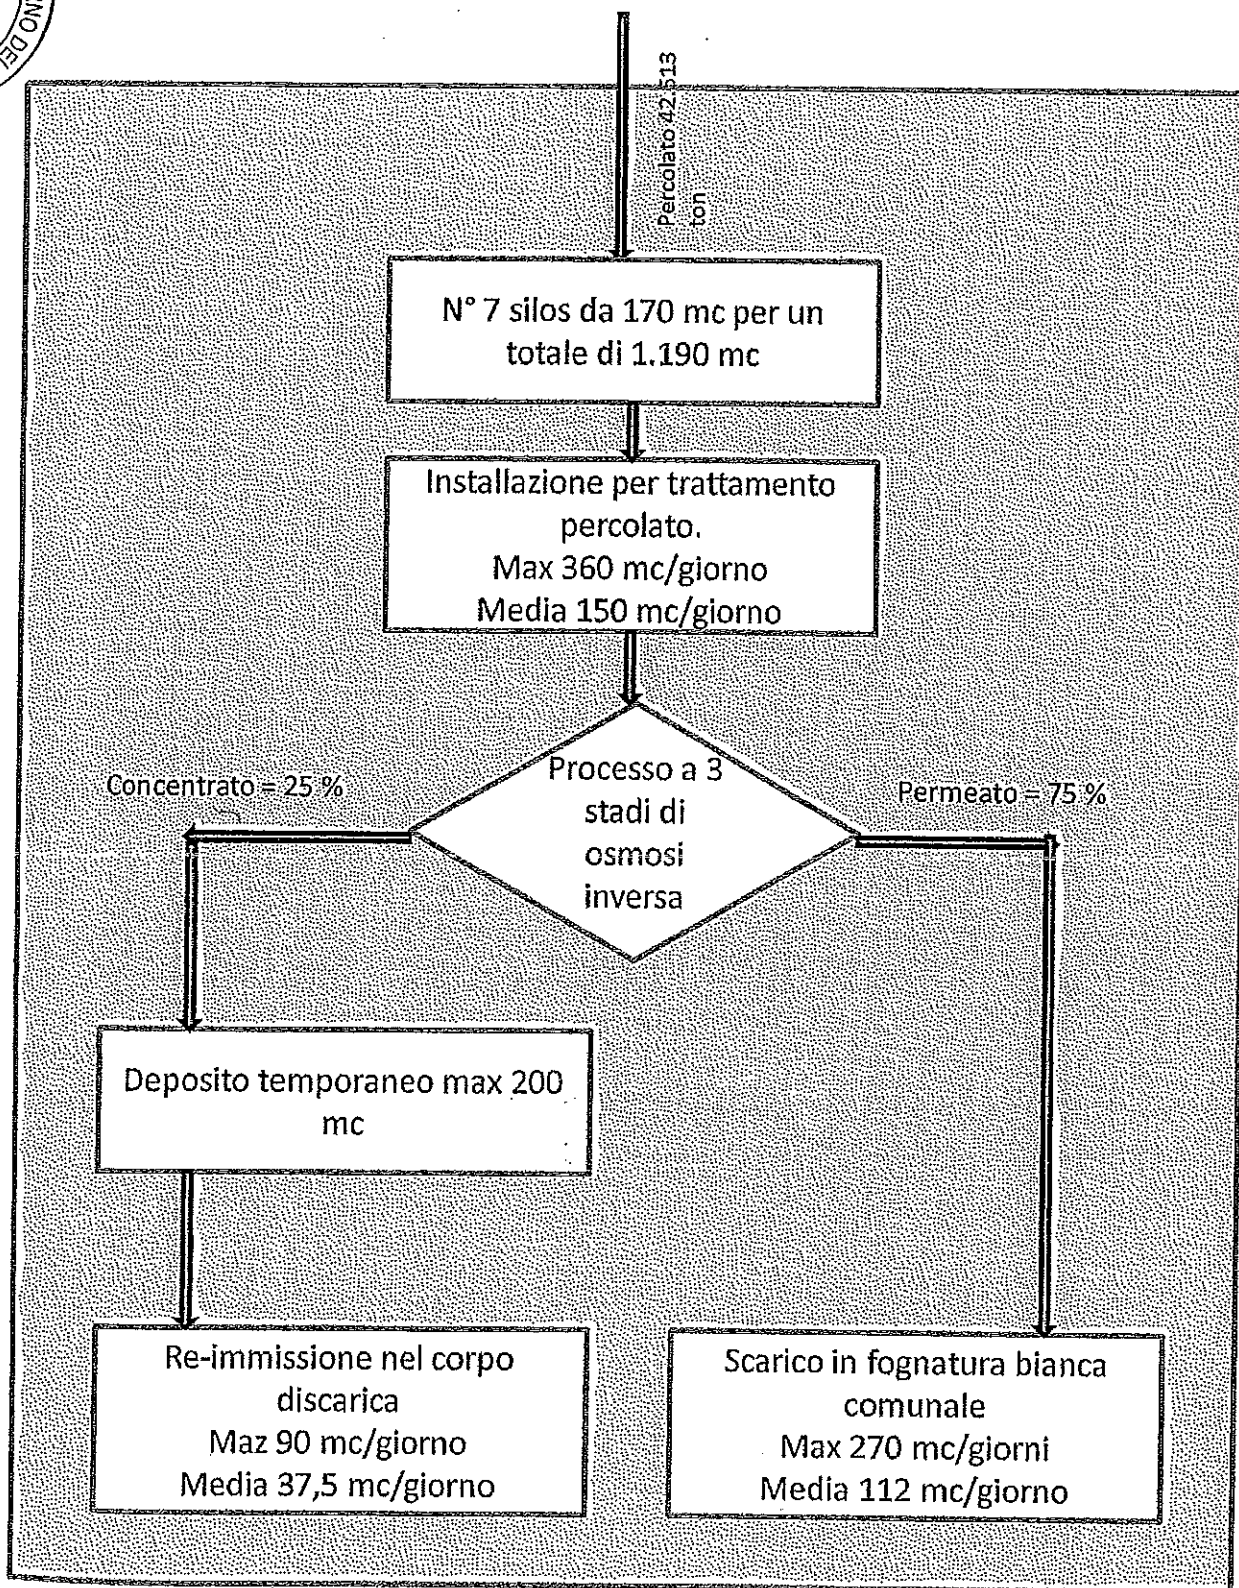 NO DEI
Percolato 42.513
ton
N° 7 silos da 170 mc per un
totale di 1.190 mc
Installazione per trattamento
percolato.
Max 360 mc/giorno
Media 150 mc/giorno
Processo a 3
stadi di
osmosi
inversa
Concentrato = 25 %
Permeato = 75 %
Deposito temporaneo max 200
mc
Re-immissione nel corpo
discarica
Maz 90 mc/giorno
Media 37,5 mc/giorno
Scarico in fognatura bianca
comunale
Max 270 mc/giorni
Media 112 mc/giorno